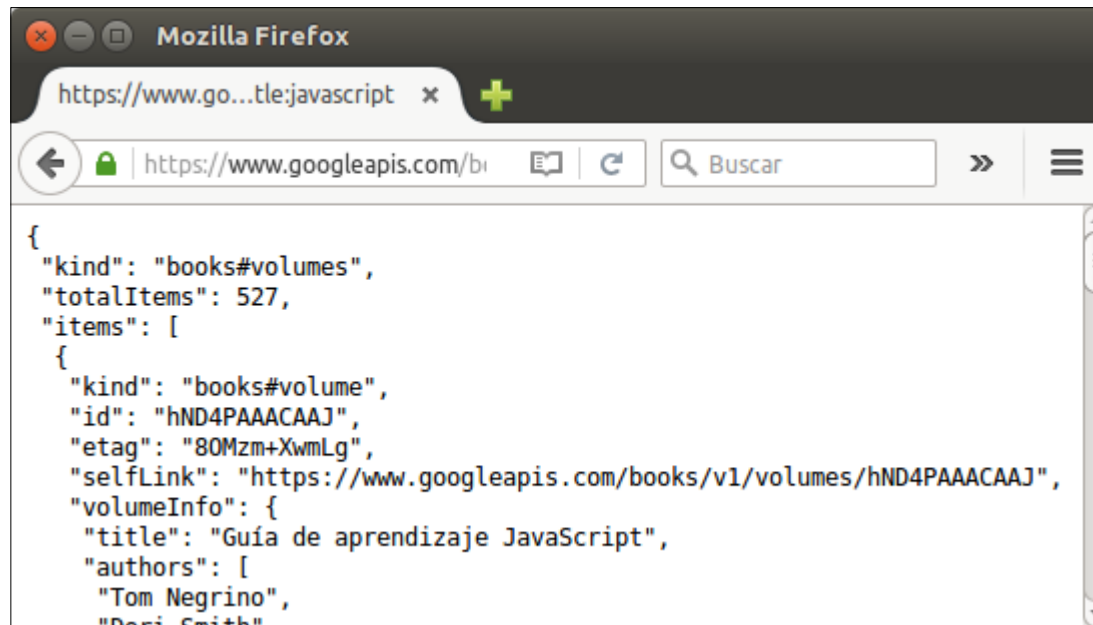 Mozilla Firefox
https://www.go...tle:javascript
https://www.googleapis.com/b
Buscar
{
"kind": "books#volumes",
"totalItems": 527,
"items": [
{
"kind": "books#volume",
"id": "hND4PAAACAAJ",
"etag": "8OMzm+XwmLg",
"selfLink": "https://www.googleapis.com/books/v1/volumes/hND4PAAACAAJ",
"volumeInfo": {
"title": "Guía de aprendizaje JavaScript",
"authors": [
"Tom Negrino",
"Dori Smith"